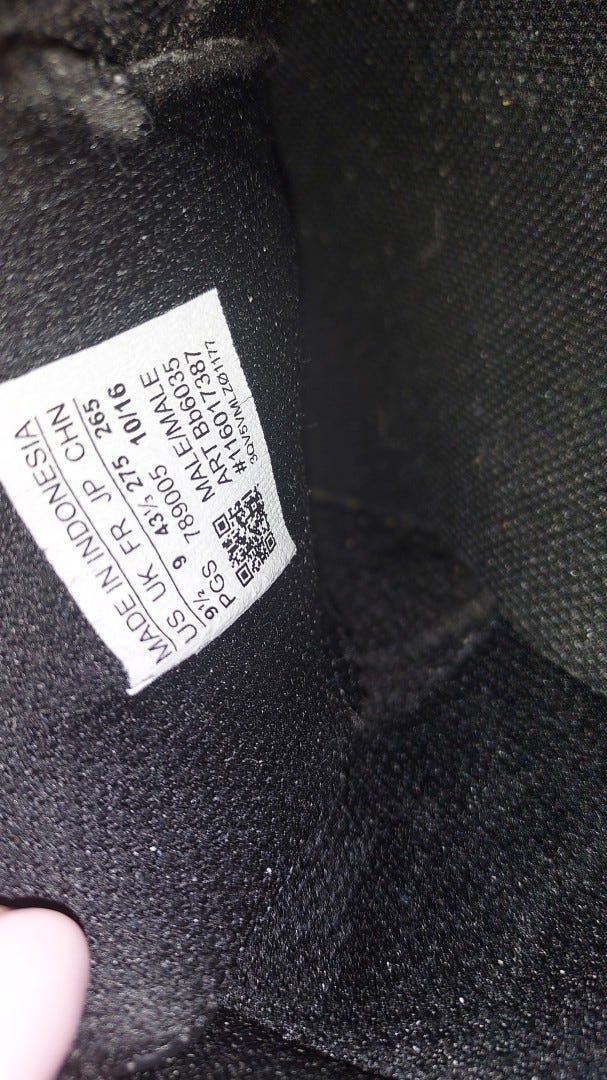 MADE IN INDONESIA
US UK FR JP CHN
9½ 9 43⅓ 275 265
PGS 789005 10/16
MALE/MALE
ART BB6035
#116017387
3QV5VMLZØ1177